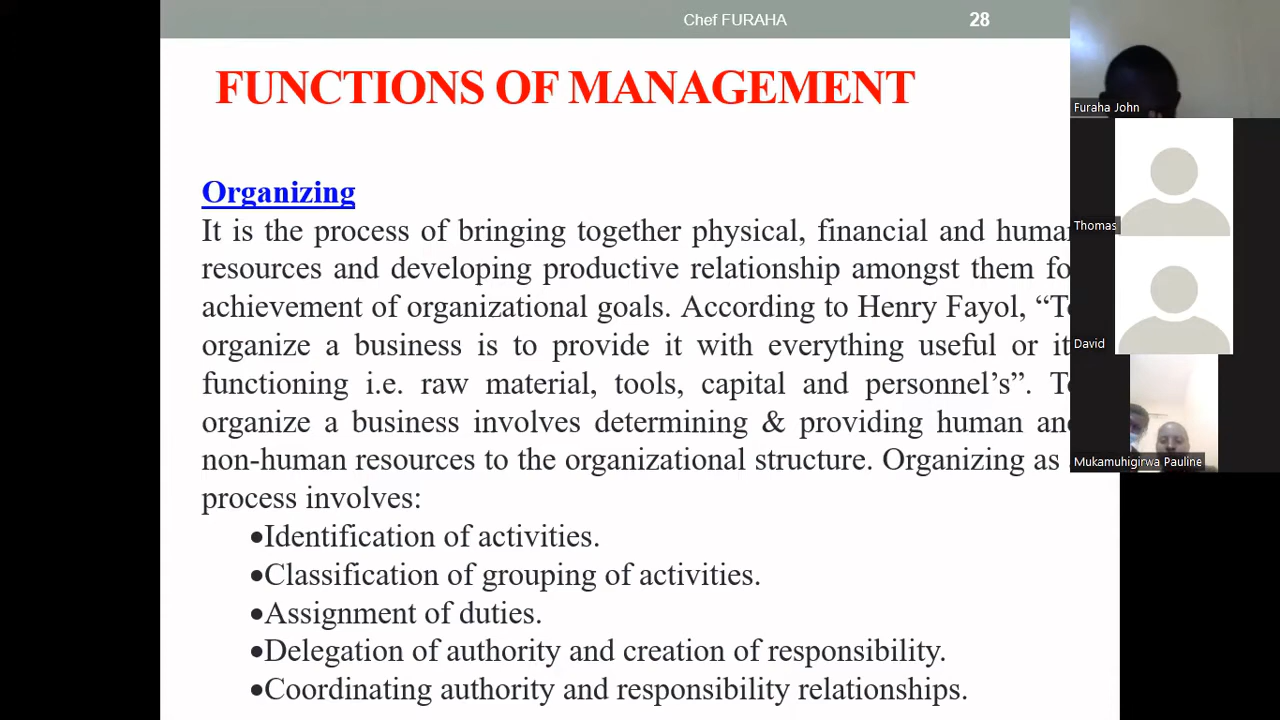 Chef FURAHA
28
FUNCTIONS OF MANAGEMENT
Organizing
It is the process of bringing together physical, financial and human
resources and developing productive relationship amongst them fo
achievement of organizational goals. According to Henry Fayol, “To
organize a business is to provide it with everything useful or it
functioning i.e. raw material, tools, capital and personnel’s”. To
organize a business involves determining & providing human and
non-human resources to the organizational structure. Organizing as
process involves:
•Identification of activities.
•Classification of grouping of activities.
•Assignment of duties.
•Delegation of authority and creation of responsibility.
•Coordinating authority and responsibility relationships.
Furaha John
Thomas
David
Mukamuhigirwa Pauline